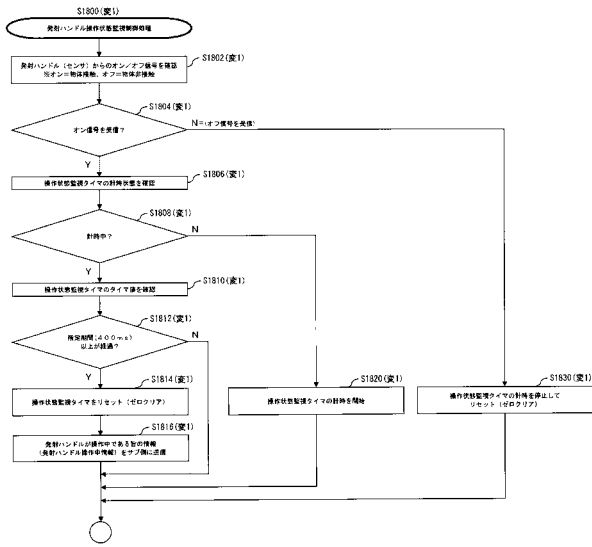 S1800(変1)
発射ハンドル操作状態監視制御処理
S1802(変1)
発射ハンドル（センサ）からのオン／オフ信号を確認
※オン＝物体接触、オフ＝物体非接触
S1804(変1)
オン信号を受信？
N=(オフ信号を受信)
Y
S1806(変1)
操作状態監視タイマの計時状態を確認
S1808(変1)
計時中？
N
Y
S1810(変1)
操作状態監視タイマのタイマ値を確認
S1812(変1)
所定期間(４００ｍｓ)
以上が経過？
N
Y
S1814(変1)
操作状態監視タイマをリセット（ゼロクリア）
S1820(変1)
操作状態監視タイマの計時を開始
S1830(変1)
操作状態監視タイマの計時を停止して
リセット（ゼロクリア）
S1816(変1)
発射ハンドルが操作中である旨の情報
(発射ハンドル操作中情報）をサブ側に送信